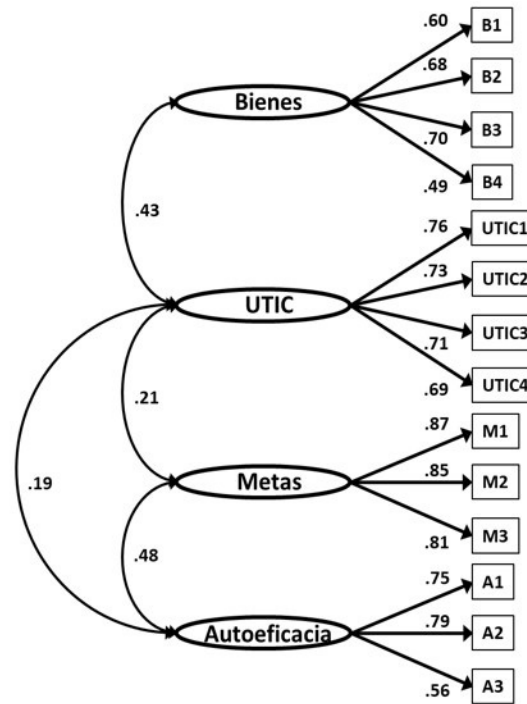 .60
B1
.68
B2
Bienes
B3
.70
.49
B4
.43
.76
UTIC1
.73
UTIC2
UTIC
UTIC3
.71
.69
UTIC4
.21
.87
M1
.85
M2
Metas
.19
.81
M3
.48
.75
A1
.79
A2
Autoeficacia
.56
A3